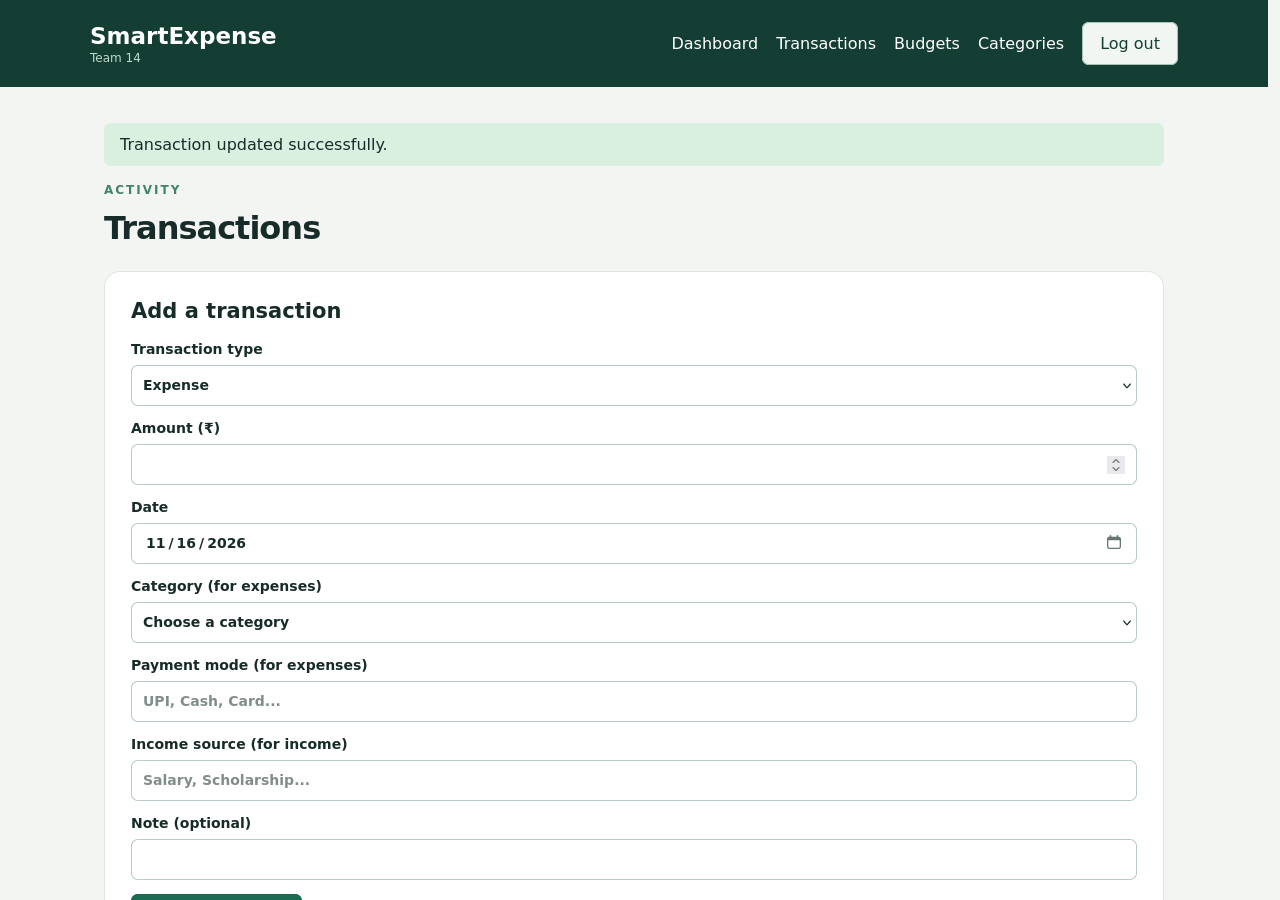 SmartExpense
Team 14
Dashboard Transactions Budgets Categories Log out
Transaction updated successfully.
ACTIVITY
Transactions
Add a transaction
Transaction type
Expense
Amount (₹)
Date
11/16/2026
Category (for expenses)
Choose a category
Payment mode (for expenses)
UPI, Cash, Card...
Income source (for income)
Salary, Scholarship...
Note (optional)